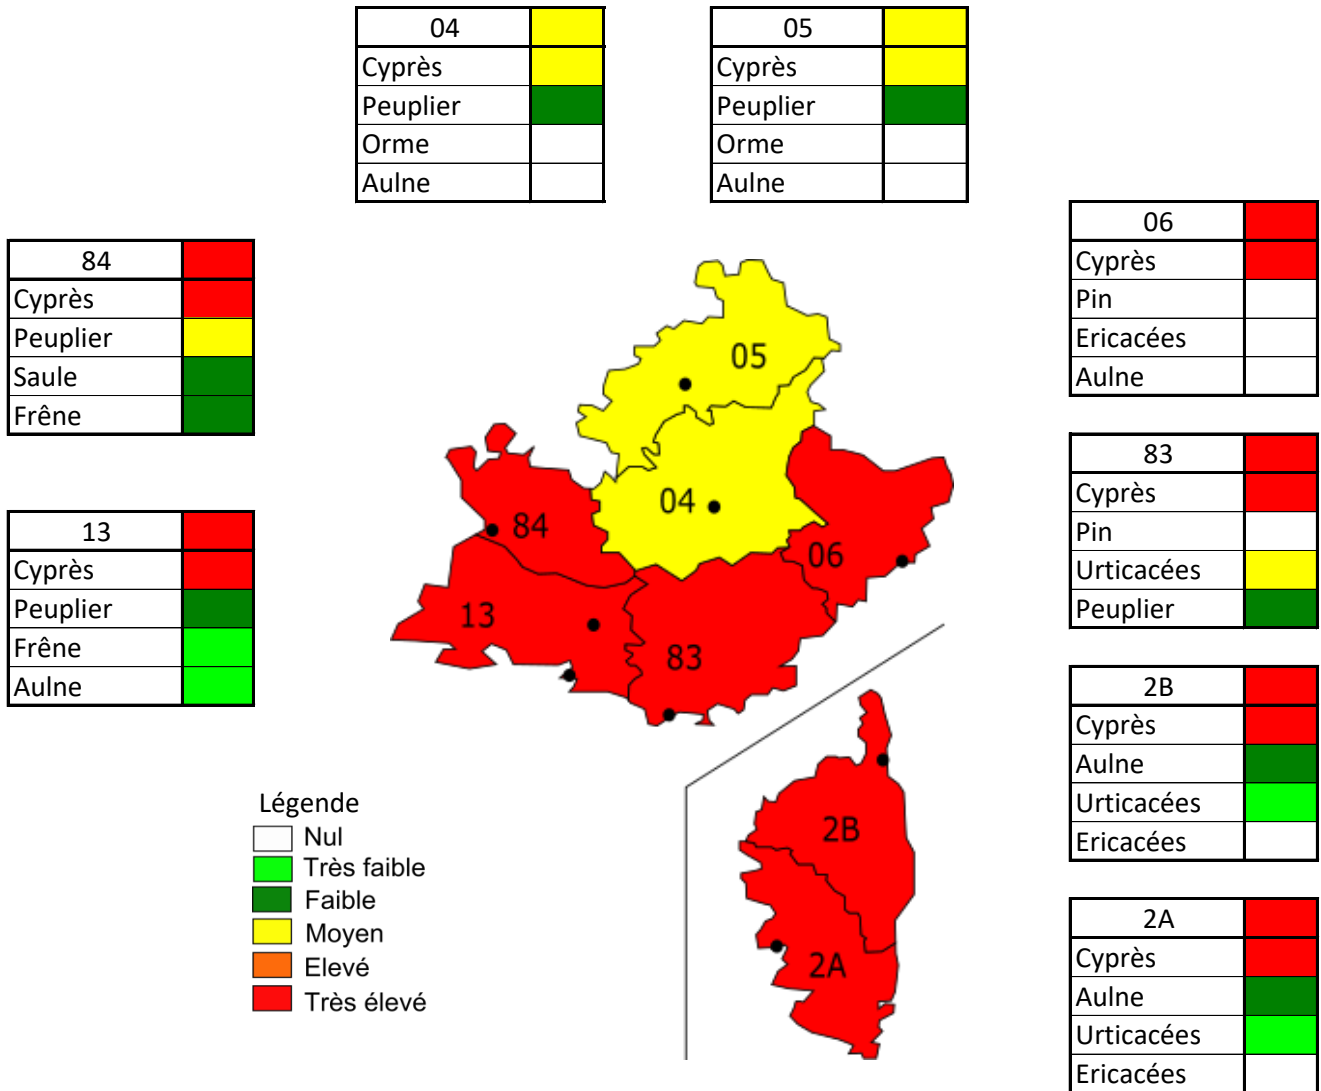 04
Cyprès
Peuplier
Orme
Aulne
05
Cyprès
Peuplier
Orme
Aulne
84
Cyprès
Peuplier
Saule
Frêne
13
Cyprès
Peuplier
Frêne
Aulne
05
04
84
06
13
83
2B
2A
06
Cyprès
Pin
Ericacées
Aulne
83
Cyprès
Pin
Urticacées
Peuplier
2B
Cyprès
Aulne
Urticacées
Ericacées
2A
Cyprès
Aulne
Urticacées
Ericacées
Légende
Nul
Très faible
Faible
Moyen
Elevé
Très élevé